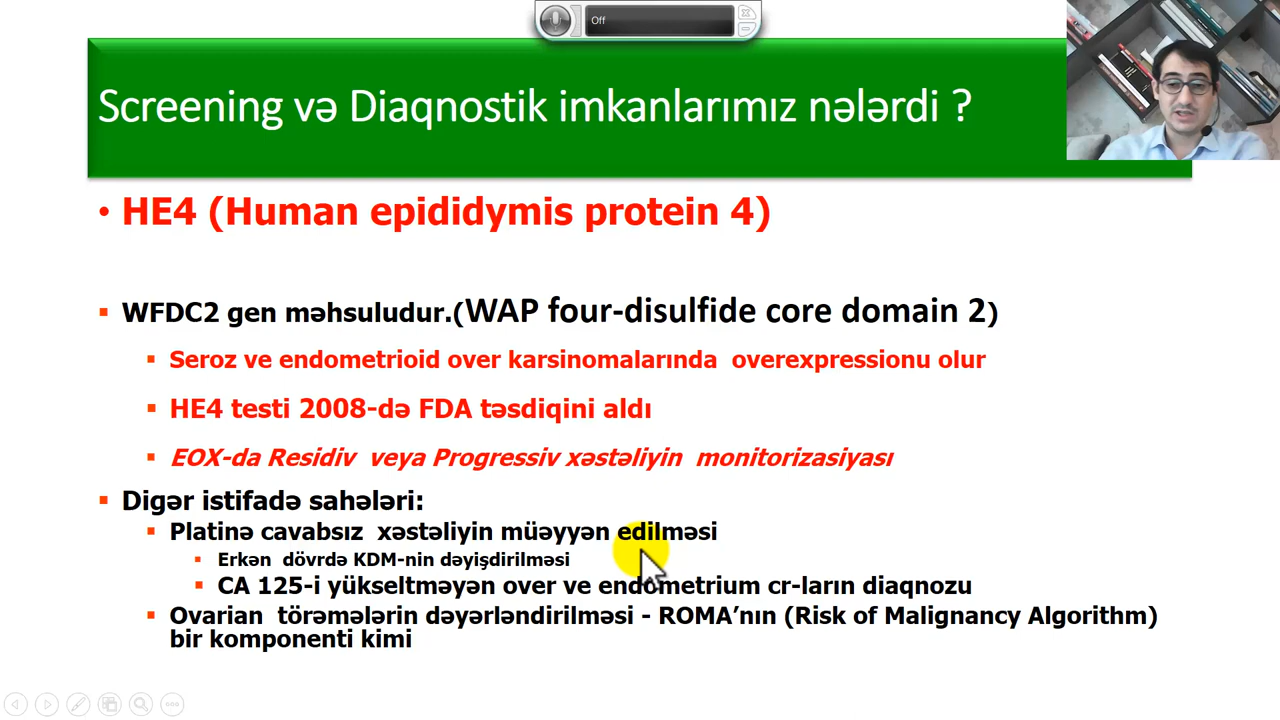 Off
Screening və Diaqnostik imkanlarımız nələrdi ?
• HE4 (Human epididymis protein 4)
▪ WFDC2 gen məhsuludur.(WAP four-disulfide core domain 2)
▪ Seroz ve endometrioid over karsinomalarında overexpressionu olur
▪ HE4 testi 2008-də FDA təsdiqini aldı
▪ EOX-da Residiv veya Progressiv xəstəliyin monitorizasiyası
▪ Digər istifadə sahələri:
▪ Platinə cavabsız xəstəliyin müəyyən edilməsi
▪ Erkən dövrdə KDM-nin dəyişdirilməsi
▪ CA 125-i yükseltməyən over ve endometrium cr-ların diaqnozu
▪ Ovarian törəmələrin dəyərləndirilməsi - ROMA’nın (Risk of Malignancy Algorithm)
bir komponenti kimi